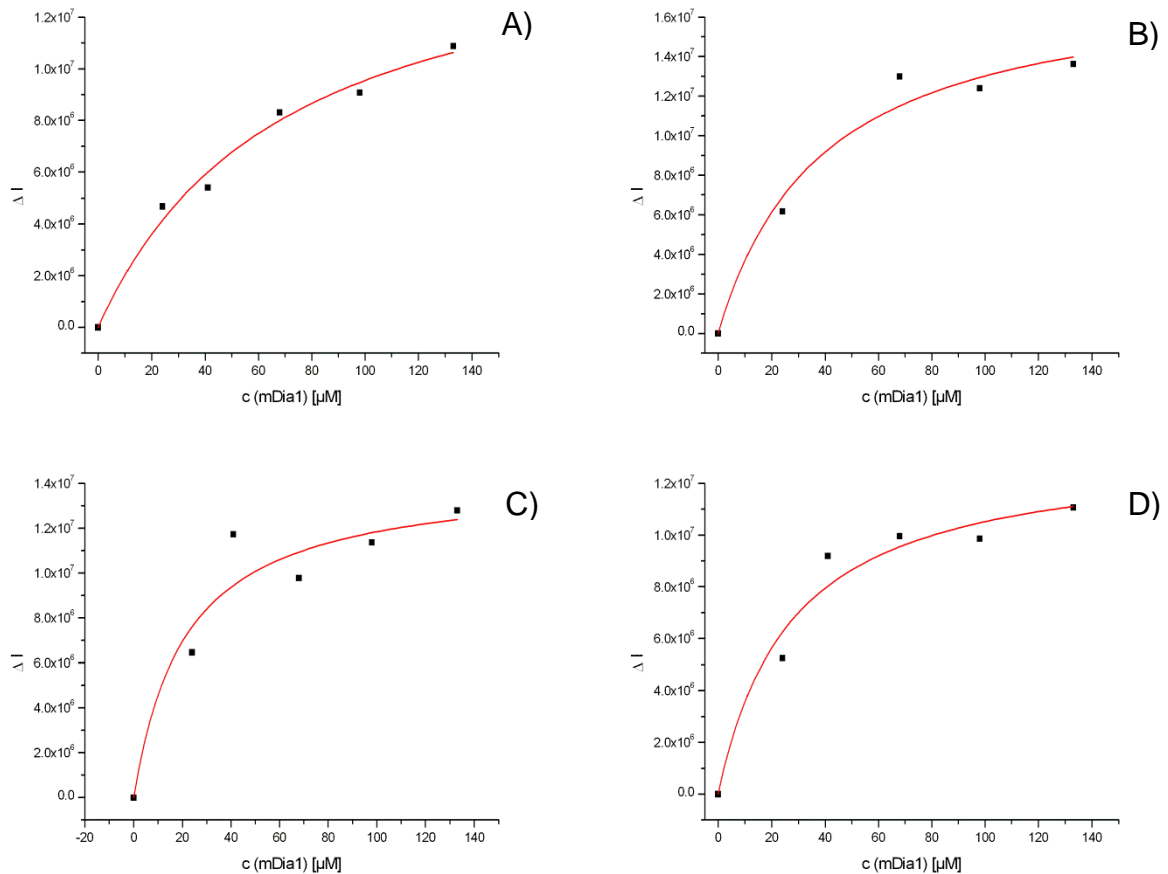 A)
1.2x10⁷
1.0x10⁷
8.0x10⁶
6.0x10⁶
4.0x10⁶
2.0x10⁶
0.0
Δ I
0 20 40 60 80 100 120 140
c (mDia1) [µM]
B)
1.6x10⁷
1.4x10⁷
1.2x10⁷
1.0x10⁷
8.0x10⁶
6.0x10⁶
4.0x10⁶
2.0x10⁶
0.0
Δ I
0 20 40 60 80 100 120 140
c (mDia1) [µM]
C)
1.4x10⁷
1.2x10⁷
1.0x10⁷
8.0x10⁶
6.0x10⁶
4.0x10⁶
2.0x10⁶
0.0
Δ I
-20 0 20 40 60 80 100 120 140
c (mDia1) [µM]
D)
1.2x10⁷
1.0x10⁷
8.0x10⁶
6.0x10⁶
4.0x10⁶
2.0x10⁶
0.0
Δ I
0 20 40 60 80 100 120 140
c (mDia1) [µM]